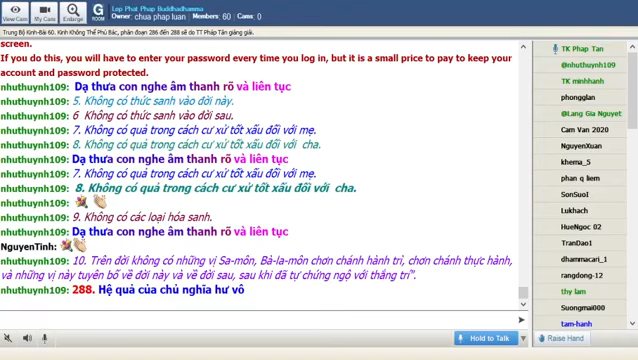 View Cam
My Cams
Enlarge
G
ROOM
Lop Phat Phap Buddhadhamma
Owner: chua phap luan Members: 60 Cams: 0
Trung Bộ Kinh-Bài 60. Kinh Không Thể Phủ Bác, phân đoạn 286 đến 288 sẽ do TT Pháp Tân giảng giải.
screen.
If you do this, you will have to enter your password every time you log in, but it is a small price to pay to keep your
account and password protected.
nhuthuynh109: Dạ thưa con nghe âm thanh rõ và liên tục
nhuthuynh109: 5. Không có thức sanh vào đời này.
nhuthuynh109: 6 Không có thức sanh vào đời sau.
nhuthuynh109: 7. Không có quả trong cách cư xử tốt xấu đối với mẹ.
nhuthuynh109: 8. Không có quả trong cách cư xử tốt xấu đối với cha.
nhuthuynh109: Dạ thưa con nghe âm thanh rõ và liên tục
nhuthuynh109: 7. Không có quả trong cách cư xử tốt xấu đối với mẹ.
nhuthuynh109: 8. Không có quả trong cách cư xử tốt xấu đối với cha.
nhuthuynh109:
nhuthuynh109: 9. Không có các loại hóa sanh.
nhuthuynh109: Dạ thưa con nghe âm thanh rõ và liên tục
NguyenTinh:
nhuthuynh109: 10. Trên đời không có những vị Sa-môn, Bà-la-môn chơn chánh hành trì, chơn chánh thực hành,
và những vị này tuyên bố về đời này và về đời sau, sau khi đã tự chứng ngộ với thắng trí".
nhuthuynh109: 288. Hệ quả của chủ nghĩa hư vô
TK Phap Tan
@nhuthuynh109
TK minhhanh
phongglan
@Lang Gia Nguyet
Cam Van 2020
NguyenXuan
khema_5
phan q liem
SonSuoI
Lukhach
HueNgoc 02
TranDao1
dhammacari_1
rangdong-12
thy lam
Suongmai000
tam-hanh
Hold to Talk
Raise Hand